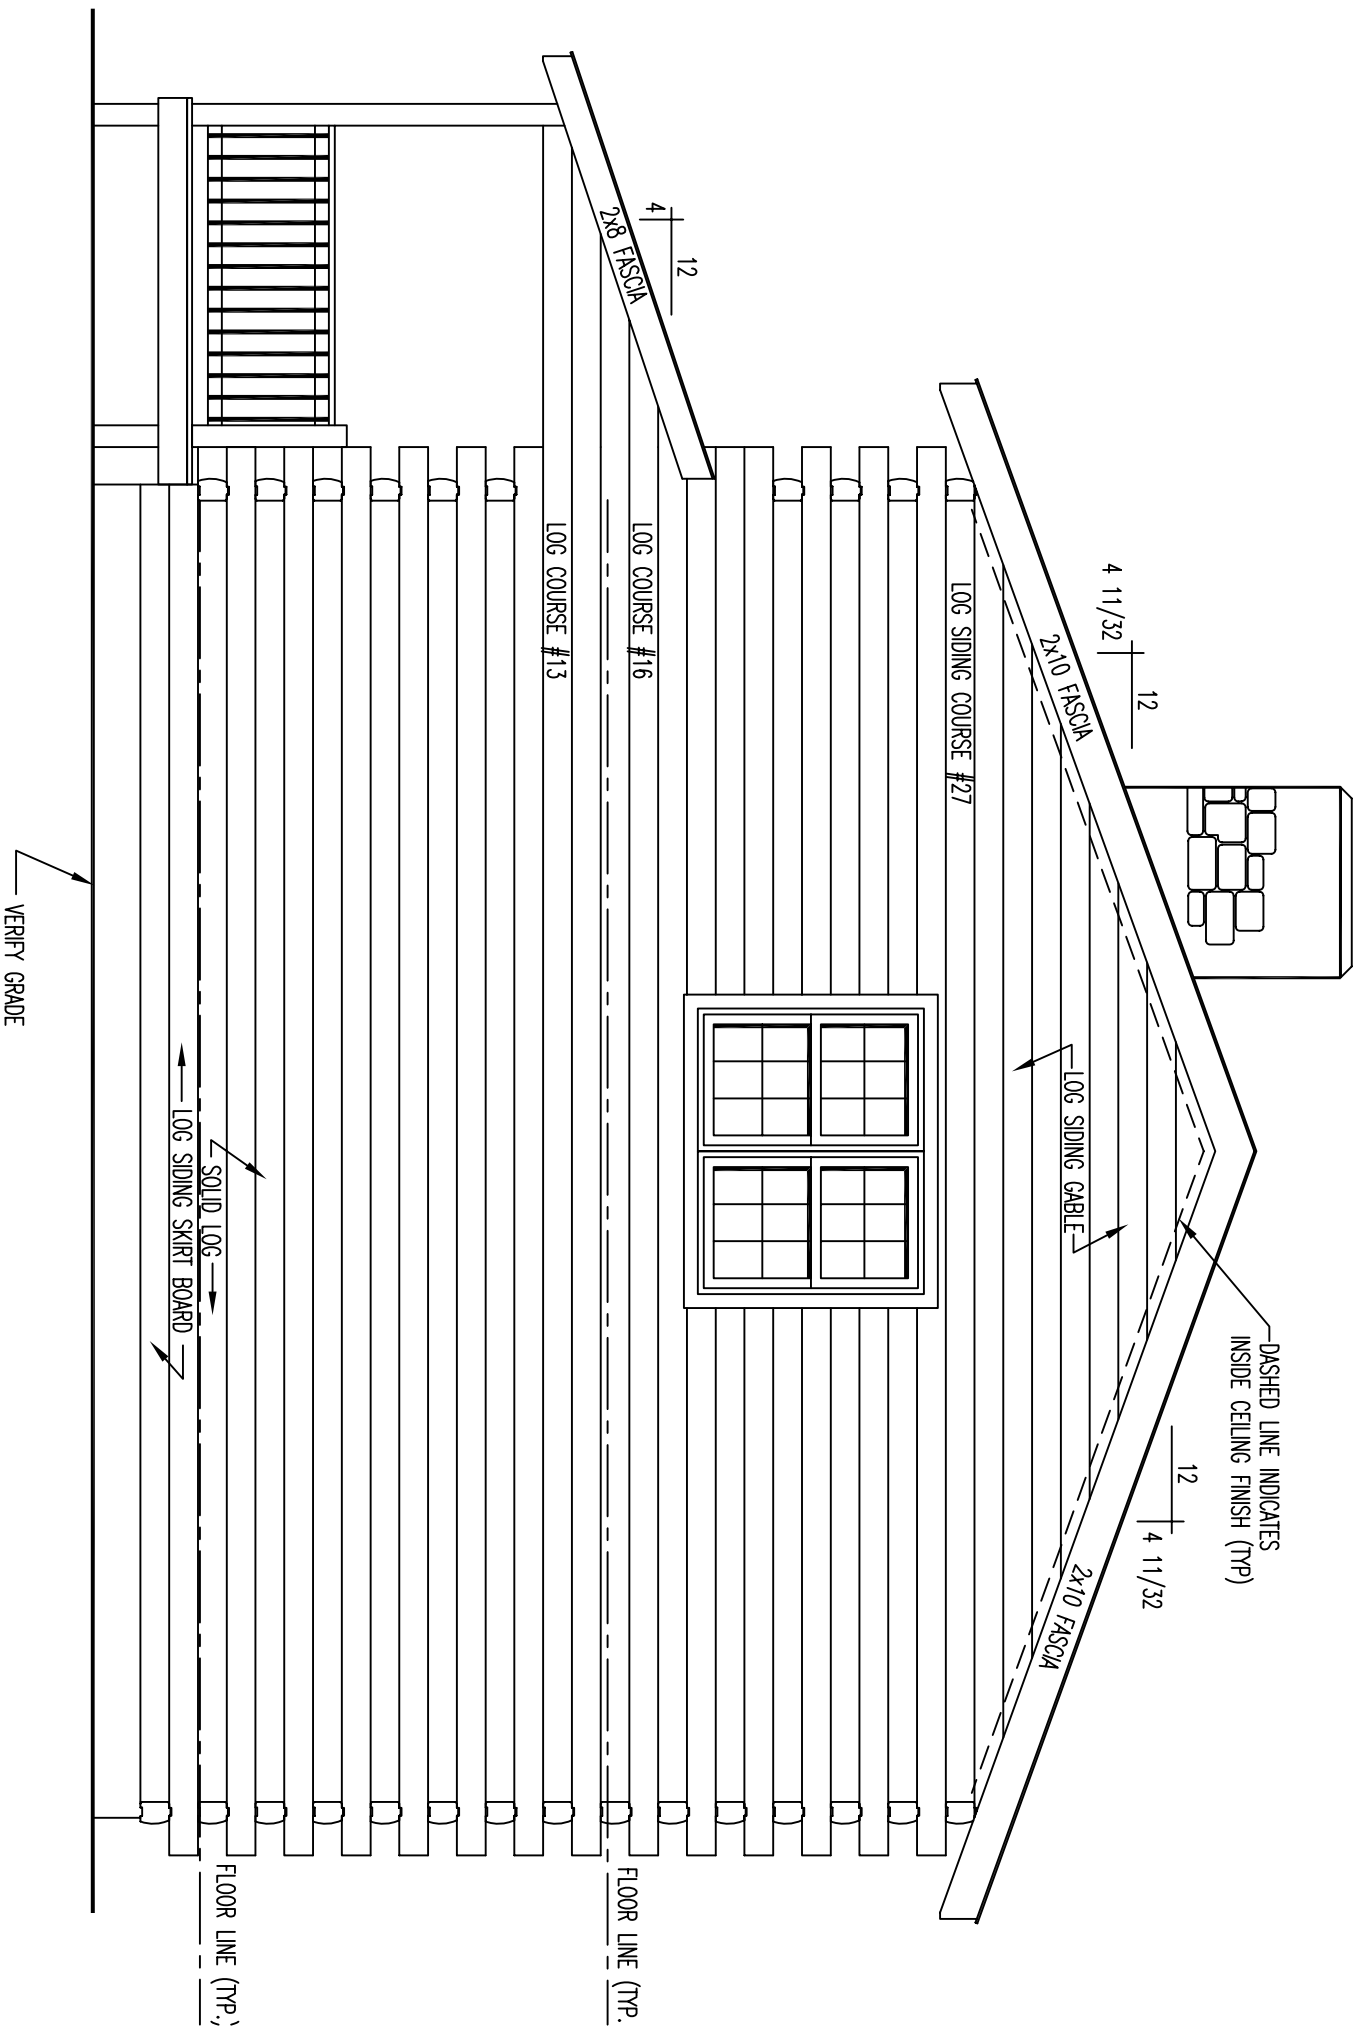 DASHED LINE INDICATES
INSIDE CEILING FINISH (TYP)
12
4 11/32
12
4 11/32
2x10 FASCIA
2x10 FASCIA
LOG SIDING GABLE
LOG SIDING COURSE #27
12
4
2x8 FASCIA
LOG COURSE #16
FLOOR LINE (TYP.
LOG COURSE #13
SOLID LOG
FLOOR LINE (TYP.)
LOG SIDING SKIRT BOARD
VERIFY GRADE